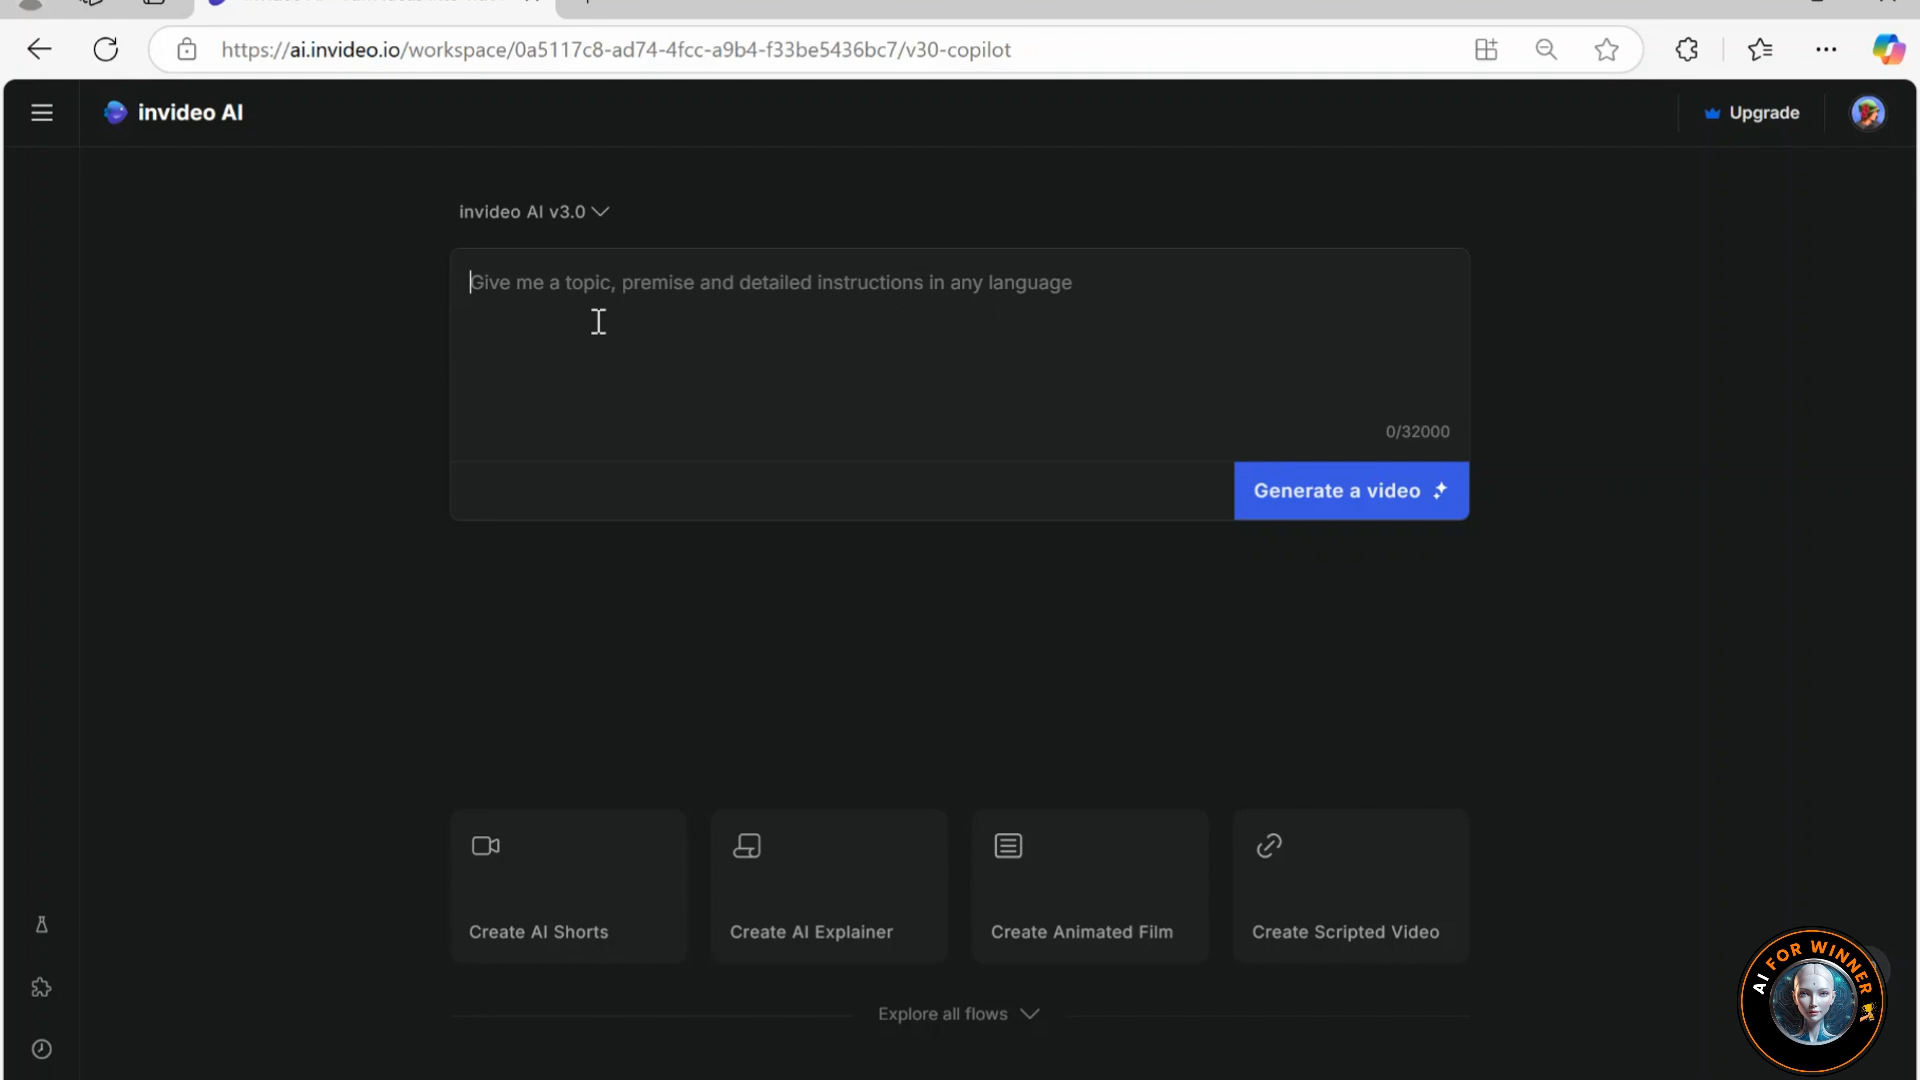 https://ai.invideo.io/workspace/0a5117c8-ad74-4fcc-a9b4-f33be5436bc7/v30-copilot
invideo AI
Upgrade
invideo AI v3.0
Give me a topic, premise and detailed instructions in any language
0/32000
Generate a video
Create AI Shorts
Create AI Explainer
Create Animated Film
Create Scripted Video
Explore all flows
AI FOR WINNER